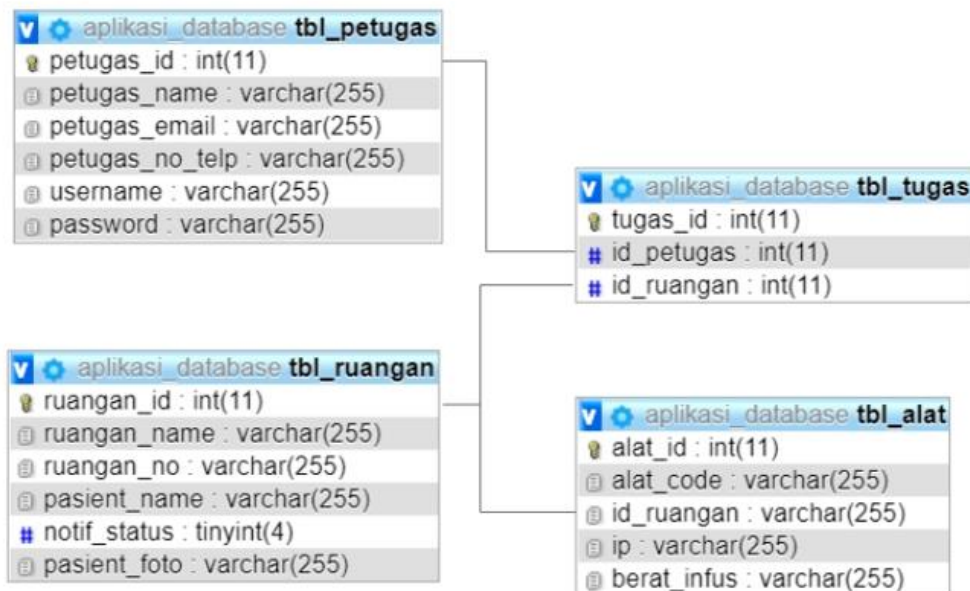 aplikasi_database tbl_petugas
petugas_id : int(11)
petugas_name : varchar(255)
petugas_email : varchar(255)
petugas_no_telp : varchar(255)
username : varchar(255)
password : varchar(255)
aplikasi_database tbl_tugas
tugas_id : int(11)
# id_petugas : int(11)
# id_ruangan : int(11)
aplikasi_database tbl_ruangan
ruangan_id : int(11)
ruangan_name : varchar(255)
ruangan_no : varchar(255)
pasient_name : varchar(255)
# notif_status : tinyint(4)
pasient_foto : varchar(255)
aplikasi_database tbl_alat
alat_id : int(11)
alat_code : varchar(255)
id_ruangan : varchar(255)
ip : varchar(255)
berat_infus : varchar(255)